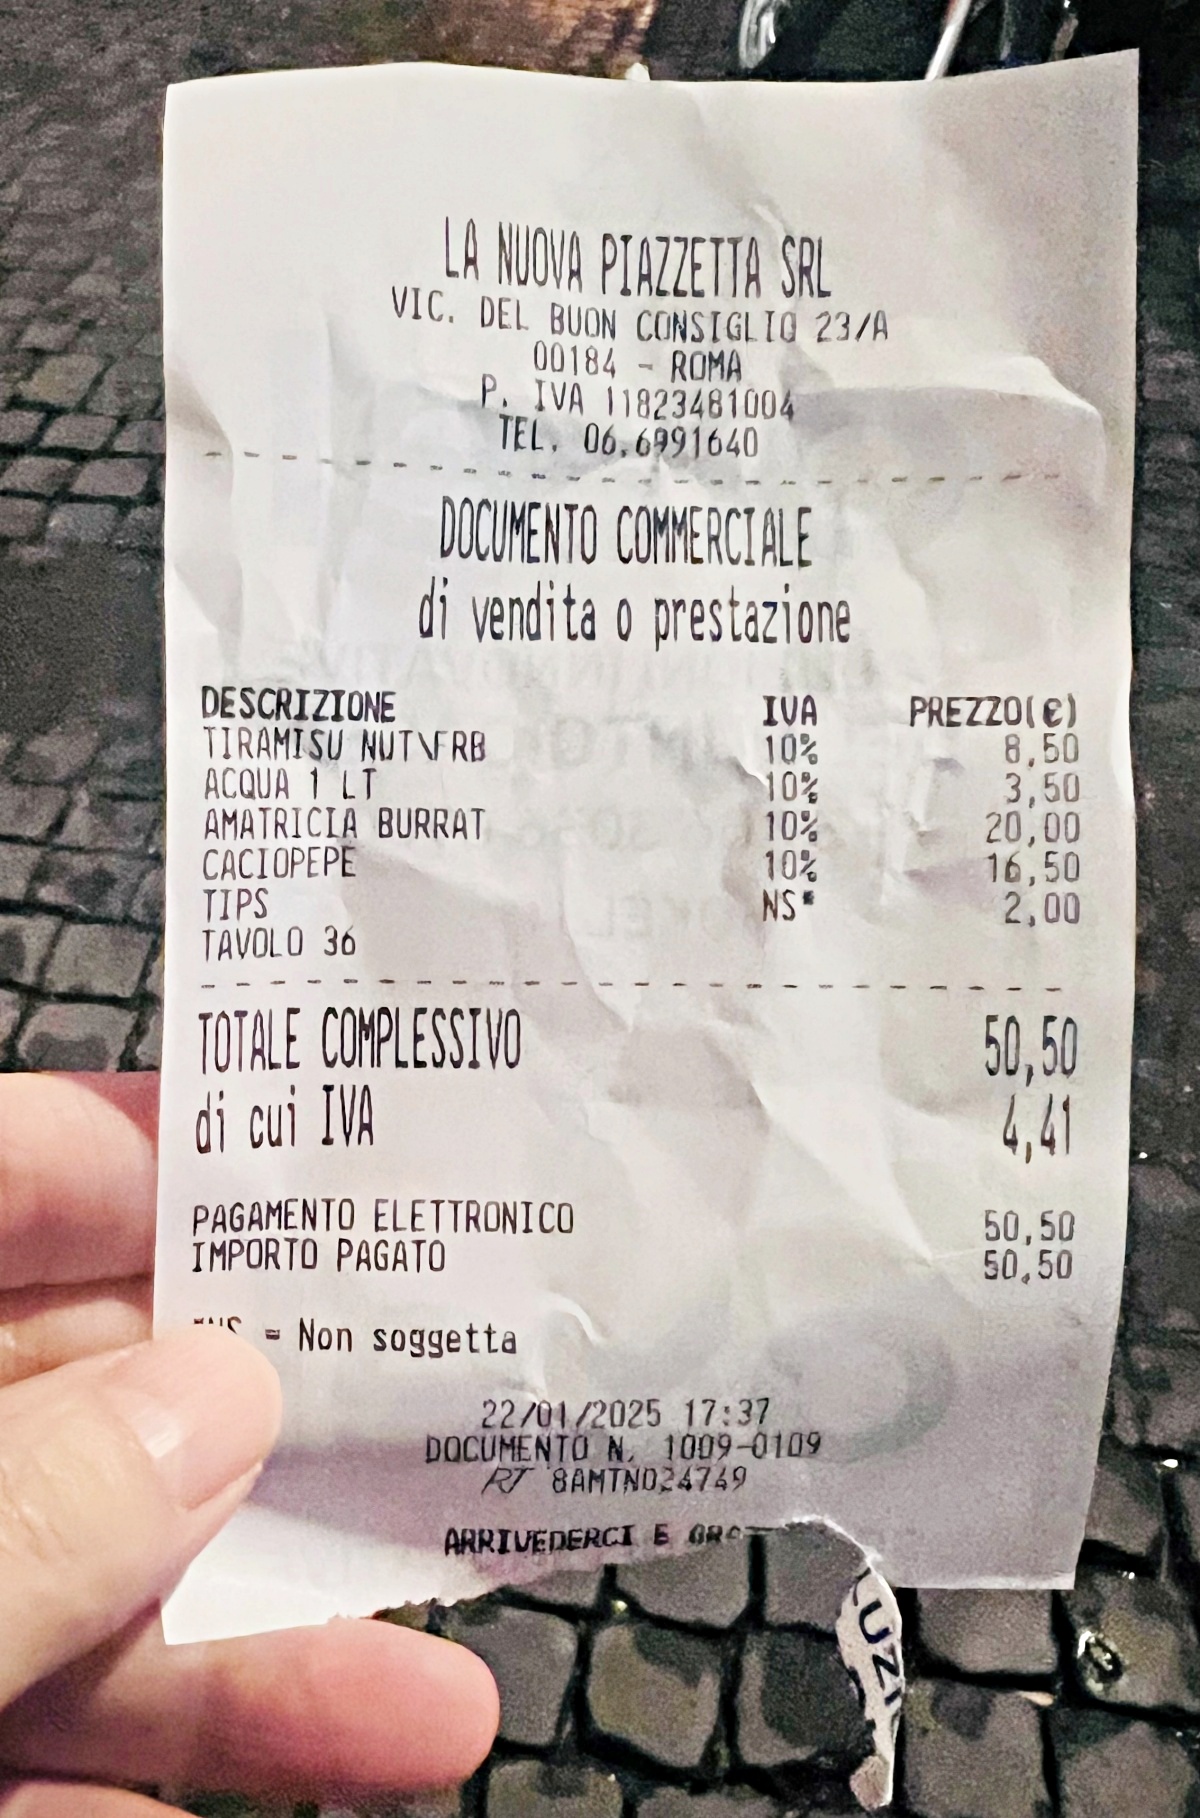 LA NUOVA PIAZZETTA SRL
VIC. DEL BUON CONSIGLIO 23/A
00184 - ROMA
P. IVA 11823481004
TEL. 06.6991640
DOCUMENTO COMMERCIALE
di vendita o prestazione
DESCRIZIONE IVA PREZZO(€)
TIRAMISU NUT\FRB 10% 8,50
ACQUA 1 LT 10% 3,50
AMATRICIA BURRAT 10% 20,00
CACIOPEPE 10% 16,50
TIPS NS* 2,00
TAVOLO 36
TOTALE COMPLESSIVO 50,50
di cui IVA 4,41
PAGAMENTO ELETTRONICO 50,50
IMPORTO PAGATO 50,50
= Non soggetta
22/01/2025 17:37
DOCUMENTO N. 1009-0109
RT 8AMTN024749
ARRIVEDERCI E